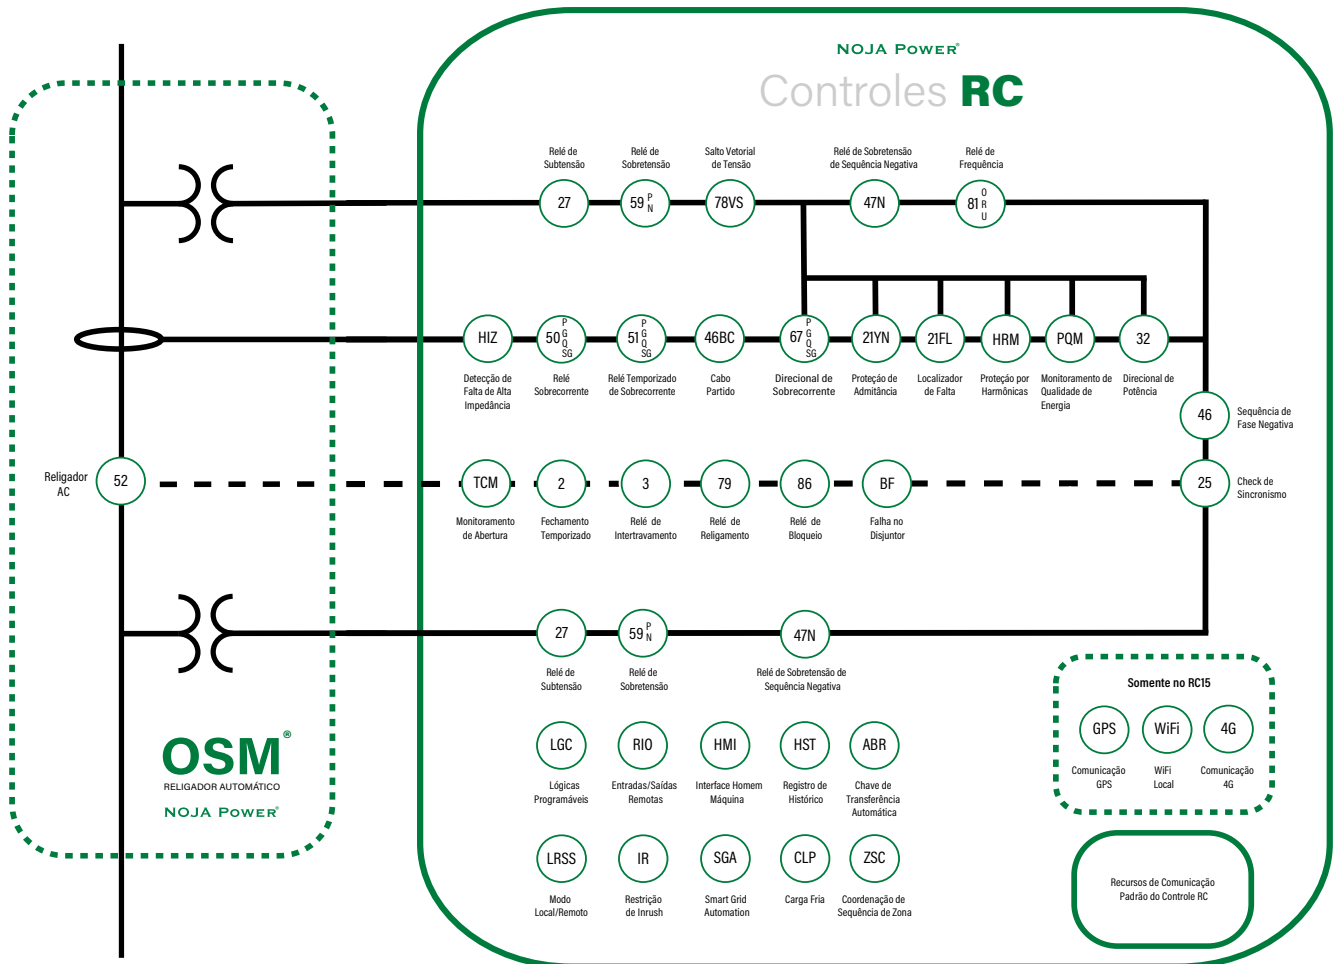 NOJA POWER®
Controles RC
Relé de
Subtensão
Relé de
Sobretensão
Salto Vetorial
de Tensão
Relé de Sobretensão
de Sequência Negativa
Relé de
Frequência
27
59 P N
78VS
47N
81 O R U
HIZ
50 P G Q SG
51 P G Q SG
46BC
67 P G Q SG
21YN
21FL
HRM
PQM
32
Detecção de
Falta de Alta
Impedância
Relé
Sobrecorrente
Relé Temporizado
de Sobrecorrente
Cabo
Partido
Direcional de
Sobrecorrente
Proteção de
Admitância
Localizador
de Falta
Proteção por
Harmônicas
Monitoramento de
Qualidade de
Energia
Direcional de
Potência
46
Sequência de
Fase Negativa
Religador
AC
52
TCM
2
3
79
86
BF
25
Check de
Sincronismo
Monitoramento
de Abertura
Fechamento
Temporizado
Relé de
Intertravamento
Relé de
Religamento
Relé de
Bloqueio
Falha no
Disjuntor
27
59 P N
47N
Relé de
Subtensão
Relé de
Sobretensão
Relé de Sobretensão de
Sequência Negativa
OSM®
RELIGADOR AUTOMÁTICO
NOJA POWER®
LGC
RIO
HMI
HST
ABR
Lógicas
Programáveis
Entradas/Saídas
Remotas
Interface Homem
Máquina
Registro de
Histórico
Chave de
Transferência
Automática
LRSS
IR
SGA
CLP
ZSC
Modo
Local/Remoto
Restrição
de Inrush
Smart Grid
Automation
Carga Fria
Coordenação de
Sequência de Zona
Somente no RC15
GPS
WiFi
4G
Comunicação
GPS
WiFi
Local
Comunicação
4G
Recursos de Comunicação
Padrão do Controle RC